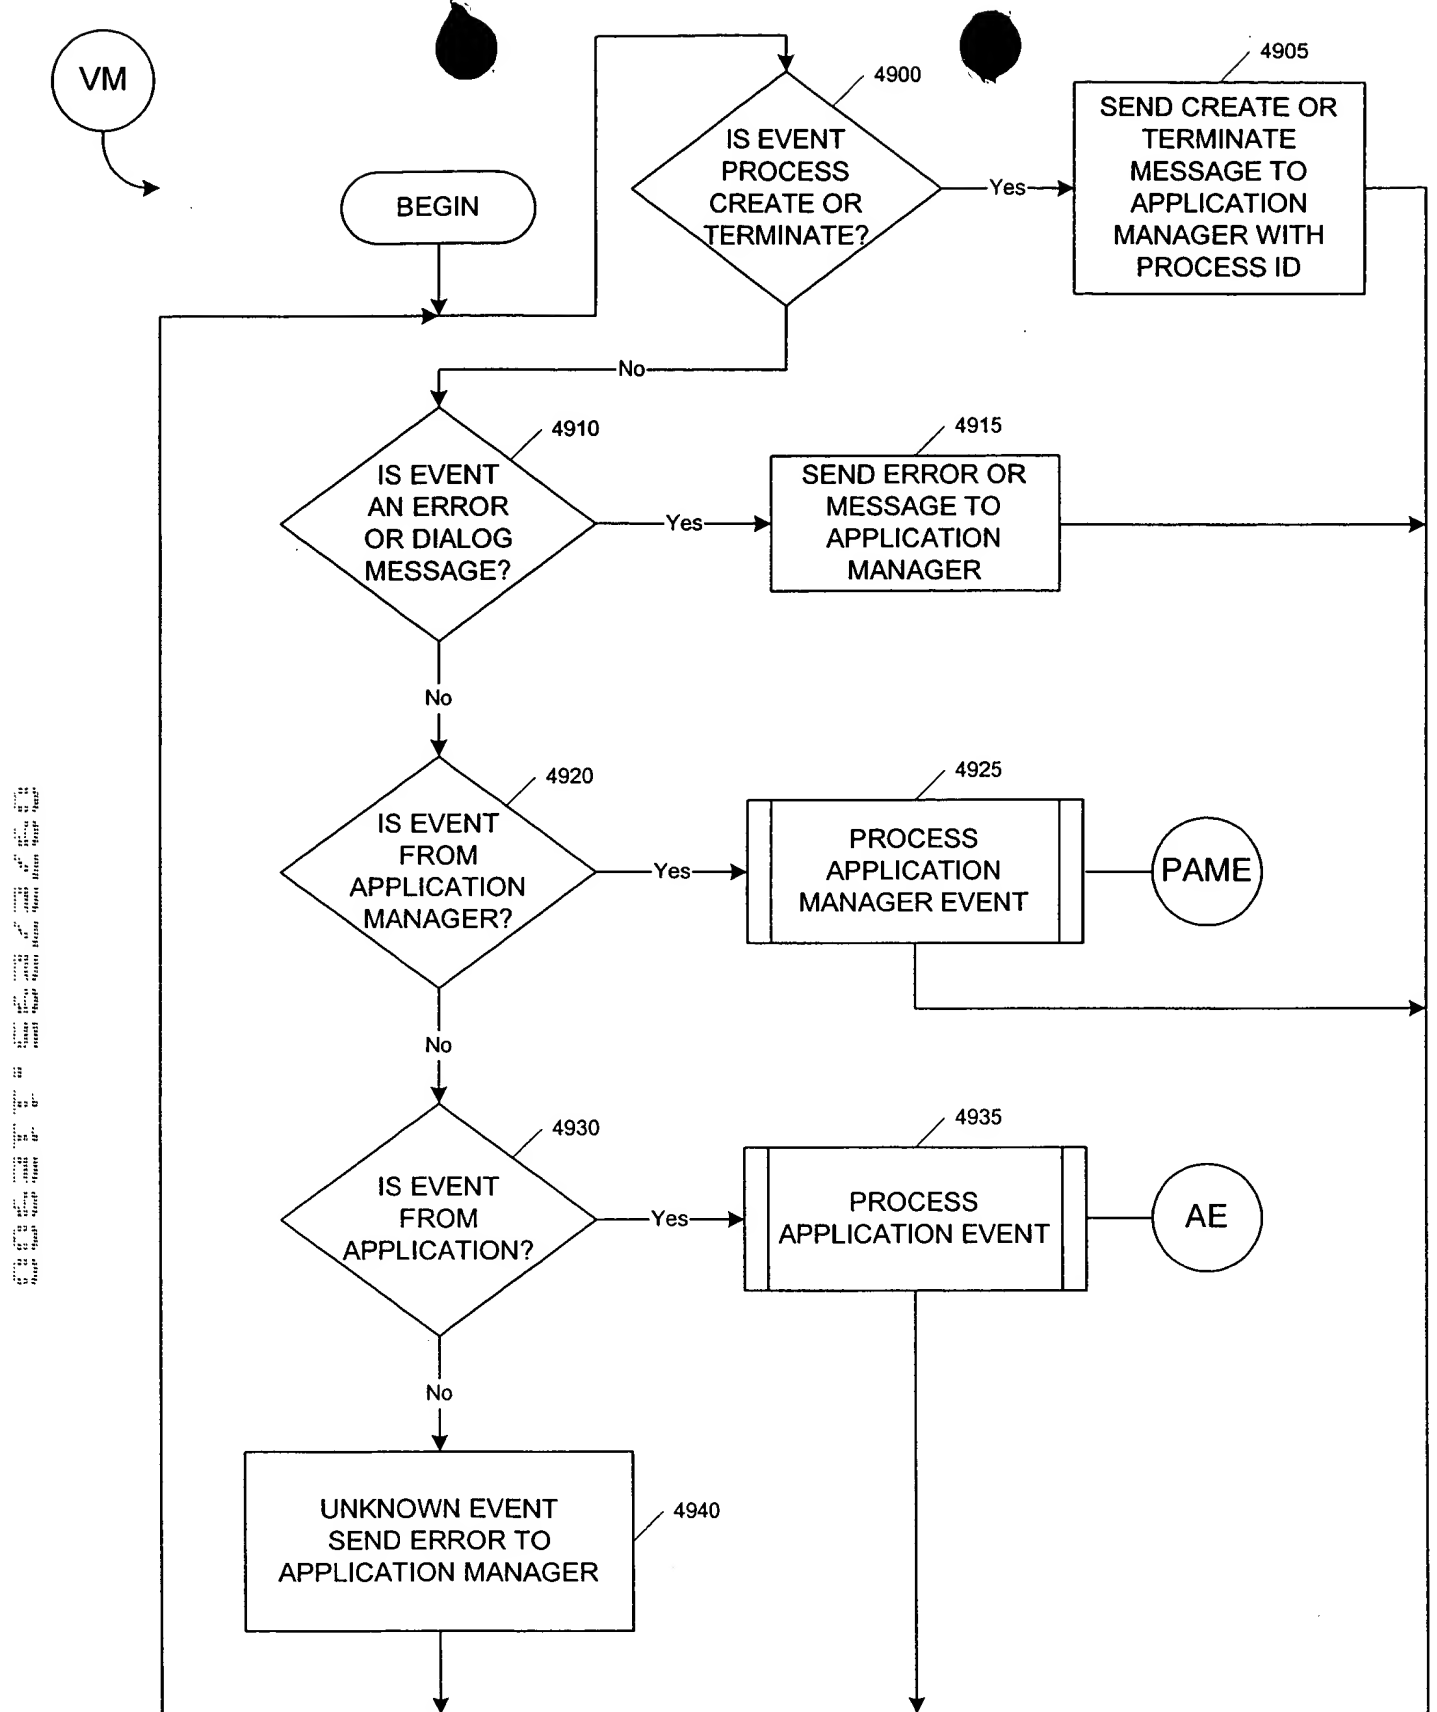 VM
4900
4905
IS EVENT
PROCESS
CREATE OR
TERMINATE?
Yes
SEND CREATE OR
TERMINATE
MESSAGE TO
APPLICATION
MANAGER WITH
PROCESS ID
BEGIN
No
4910
IS EVENT
AN ERROR
OR DIALOG
MESSAGE?
Yes
4915
SEND ERROR OR
MESSAGE TO
APPLICATION
MANAGER
No
4920
IS EVENT
FROM
APPLICATION
MANAGER?
Yes
4925
PROCESS
APPLICATION
MANAGER EVENT
PAME
No
4930
IS EVENT
FROM
APPLICATION?
Yes
4935
PROCESS
APPLICATION EVENT
AE
No
UNKNOWN EVENT
SEND ERROR TO
APPLICATION MANAGER
4940